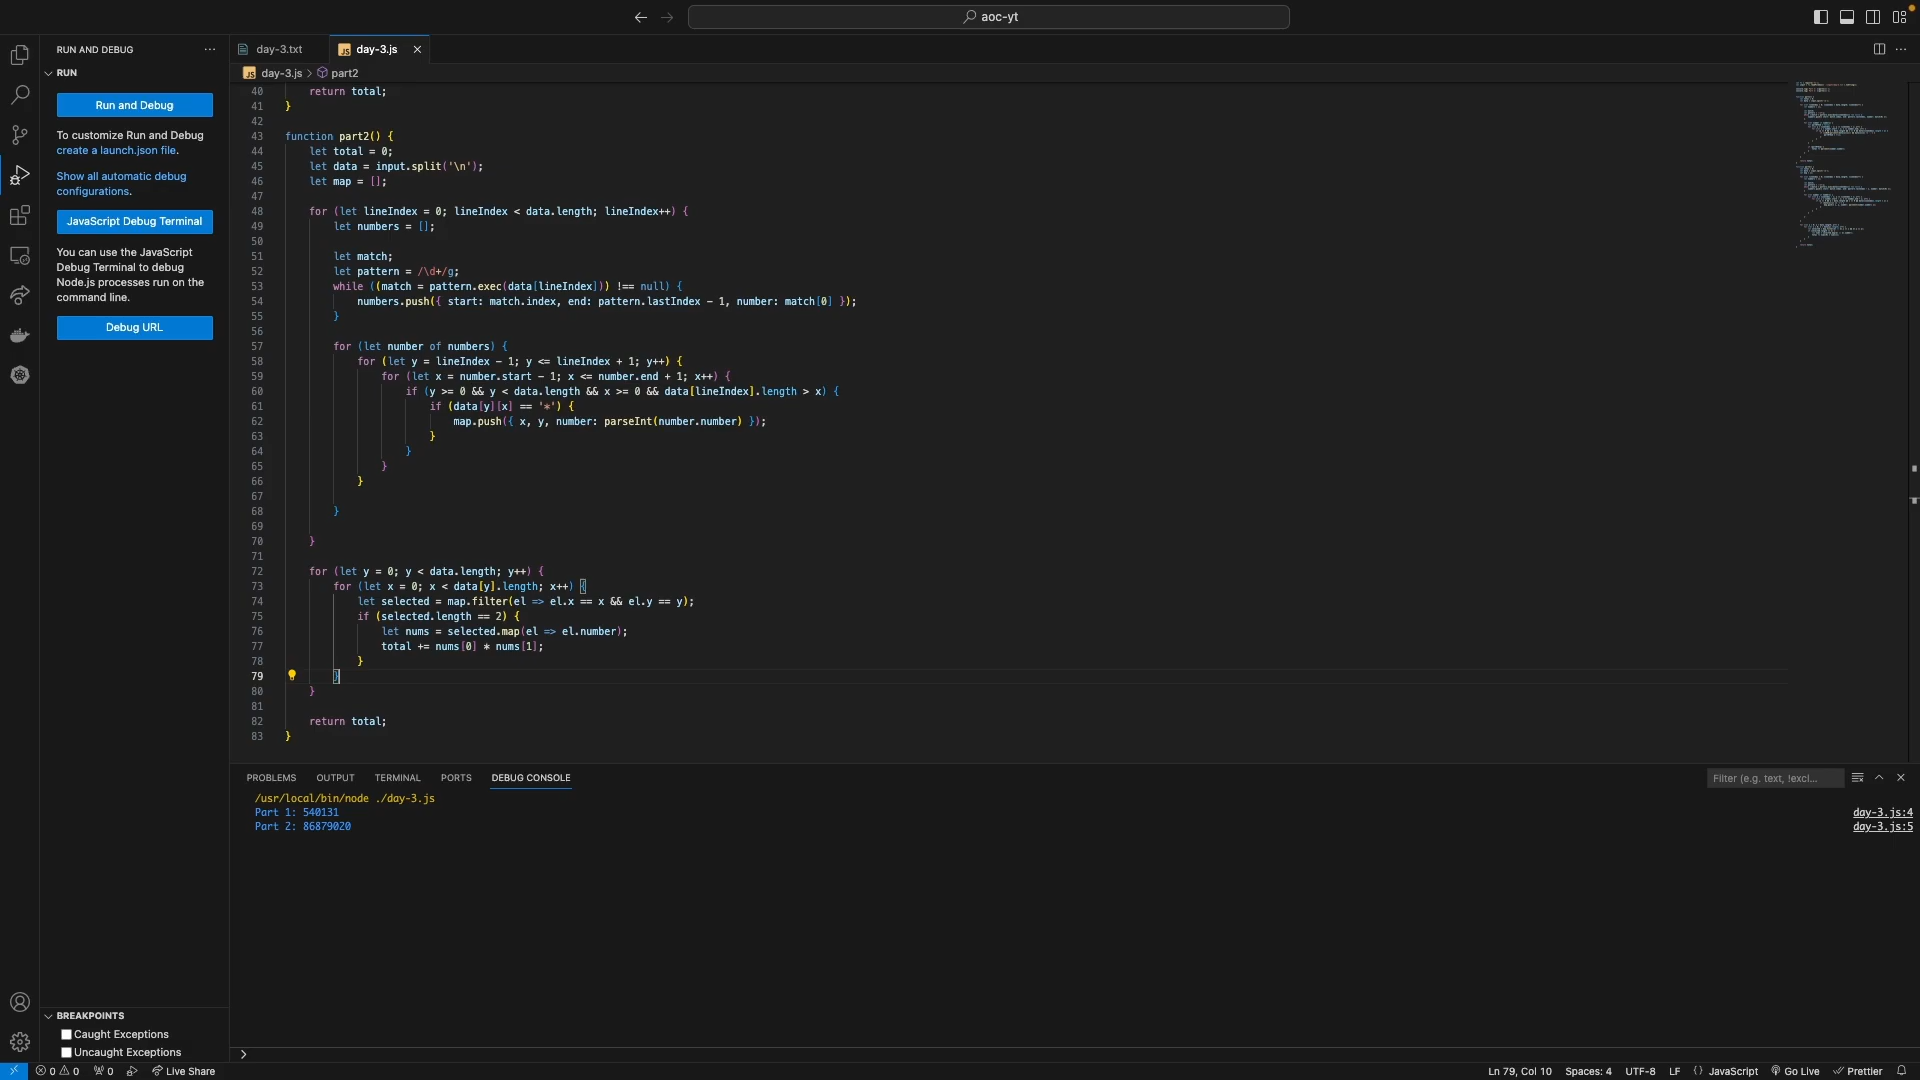 aoc-yt
RUN AND DEBUG
RUN
Run and Debug
To customize Run and Debug
create a launch.json file.
Show all automatic debug
configurations.
JavaScript Debug Terminal
You can use the JavaScript
Debug Terminal to debug
Node.js processes run on the
command line.
Debug URL
BREAKPOINTS
Caught Exceptions
Uncaught Exceptions
day-3.txt
JS day-3.js
JS day-3.js > part2
40 return total;
41 }
42
43 function part2() {
44 let total = 0;
45 let data = input.split('\n');
46 let map = [];
47
48 for (let lineIndex = 0; lineIndex < data.length; lineIndex++) {
49 let numbers = [];
50
51 let match;
52 let pattern = /\d+/g;
53 while ((match = pattern.exec(data[lineIndex])) !== null) {
54 numbers.push({ start: match.index, end: pattern.lastIndex - 1, number: match[0] });
55 }
56
57 for (let number of numbers) {
58 for (let y = lineIndex - 1; y <= lineIndex + 1; y++) {
59 for (let x = number.start - 1; x <= number.end + 1; x++) {
60 if (y >= 0 && y < data.length && x >= 0 && data[lineIndex].length > x) {
61 if (data[y][x] == '*') {
62 map.push({ x, y, number: parseInt(number.number) });
63 }
64 }
65 }
66 }
67
68 }
69
70 }
71
72 for (let y = 0; y < data.length; y++) {
73 for (let x = 0; x < data[y].length; x++) {
74 let selected = map.filter(el => el.x == x && el.y == y);
75 if (selected.length == 2) {
76 let nums = selected.map(el => el.number);
77 total += nums[0] * nums[1];
78 }
79 }
80 }
81
82 return total;
83 }
PROBLEMS OUTPUT TERMINAL PORTS DEBUG CONSOLE
Filter (e.g. text, !excl...
/usr/local/bin/node ./day-3.js
Part 1: 540131 day-3.js:4
Part 2: 86879020 day-3.js:5
0 0 0 Live Share
Ln 79, Col 10 Spaces: 4 UTF-8 LF {} JavaScript Go Live Prettier